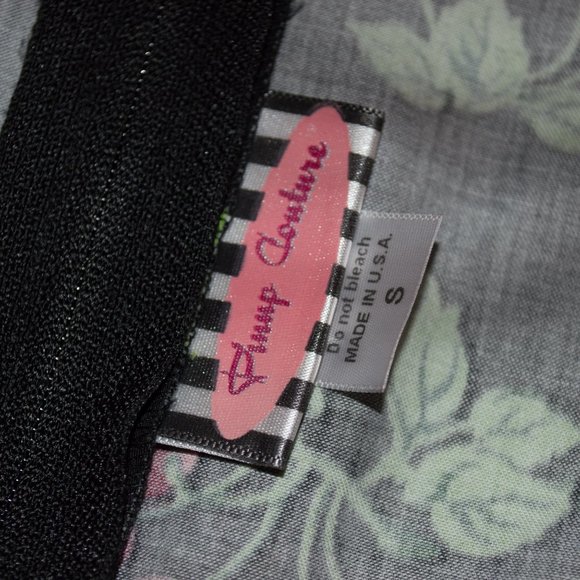 Pinup Couture
Do not bleach
MADE IN U.S.A.
S